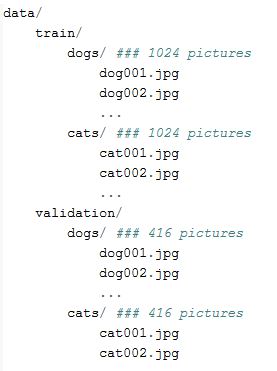 data/
    train/
        dogs/ ### 1024 pictures
            dog001.jpg
            dog002.jpg
            ...
        cats/ ### 1024 pictures
            cat001.jpg
            cat002.jpg
            ...
    validation/
        dogs/ ### 416 pictures
            dog001.jpg
            dog002.jpg
            ...
        cats/ ### 416 pictures
            cat001.jpg
            cat002.jpg